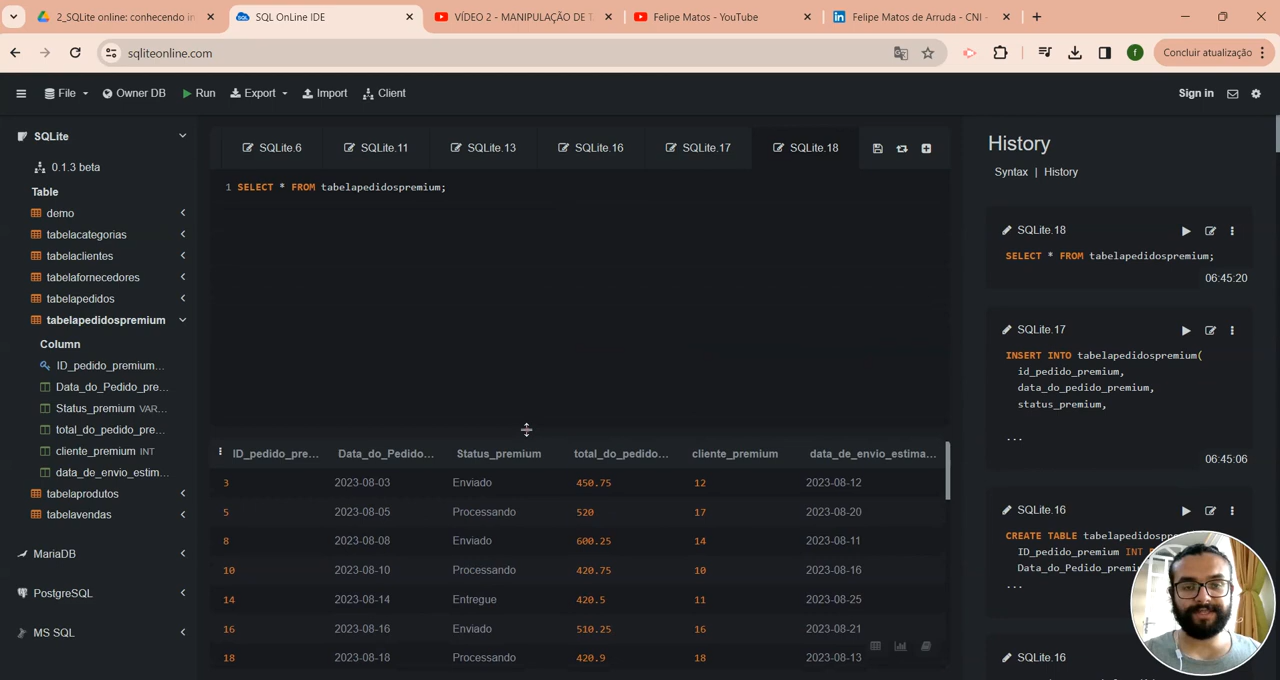 2_SQLite online: conhecendo in
SQL OnLine IDE
VÍDEO 2 - MANIPULAÇÃO DE T
Felipe Matos - YouTube
Felipe Matos de Arruda - CNI -
sqliteonline.com
f
Concluir atualização
File
Owner DB
Run
Export
Import
Client
Sign in
SQLite
0.1.3 beta
Table
demo
tabelacategorias
tabelaclientes
tabelafornecedores
tabelapedidos
tabelapedidospremium
Column
ID_pedido_premium...
Data_do_Pedido_pre...
Status_premium VAR...
total_do_pedido_pre...
cliente_premium INT
data_de_envio_estim...
tabelaprodutos
tabelavendas
MariaDB
PostgreSQL
MS SQL
SQLite.6
SQLite.11
SQLite.13
SQLite.16
SQLite.17
SQLite.18
1 SELECT * FROM tabelapedidospremium;
ID_pedido_pre... Data_do_Pedido... Status_premium total_do_pedido... cliente_premium data_de_envio_estima...
3 2023-08-03 Enviado 450.75 12 2023-08-12
5 2023-08-05 Processando 520 17 2023-08-20
8 2023-08-08 Enviado 600.25 14 2023-08-11
10 2023-08-10 Processando 420.75 10 2023-08-16
14 2023-08-14 Entregue 420.5 11 2023-08-25
16 2023-08-16 Enviado 510.25 16 2023-08-21
18 2023-08-18 Processando 420.9 18 2023-08-13
History
Syntax | History
SQLite.18
SELECT * FROM tabelapedidospremium;
06:45:20
SQLite.17
INSERT INTO tabelapedidospremium(
id_pedido_premium,
data_do_pedido_premium,
status_premium,
...
06:45:06
SQLite.16
CREATE TABLE
ID_pedido_premium INT
Data_do_Pedido_premi
...
SQLite.16